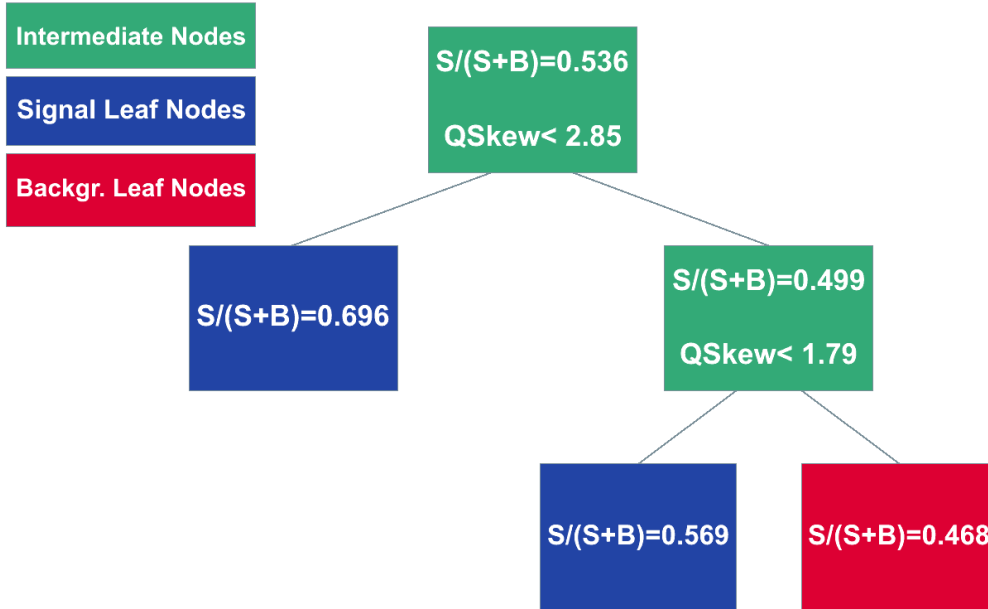 Intermediate Nodes
Signal Leaf Nodes
Backgr. Leaf Nodes
S/(S+B)=0.536
QSkew< 2.85
S/(S+B)=0.696
S/(S+B)=0.499
QSkew< 1.79
S/(S+B)=0.569
S/(S+B)=0.468